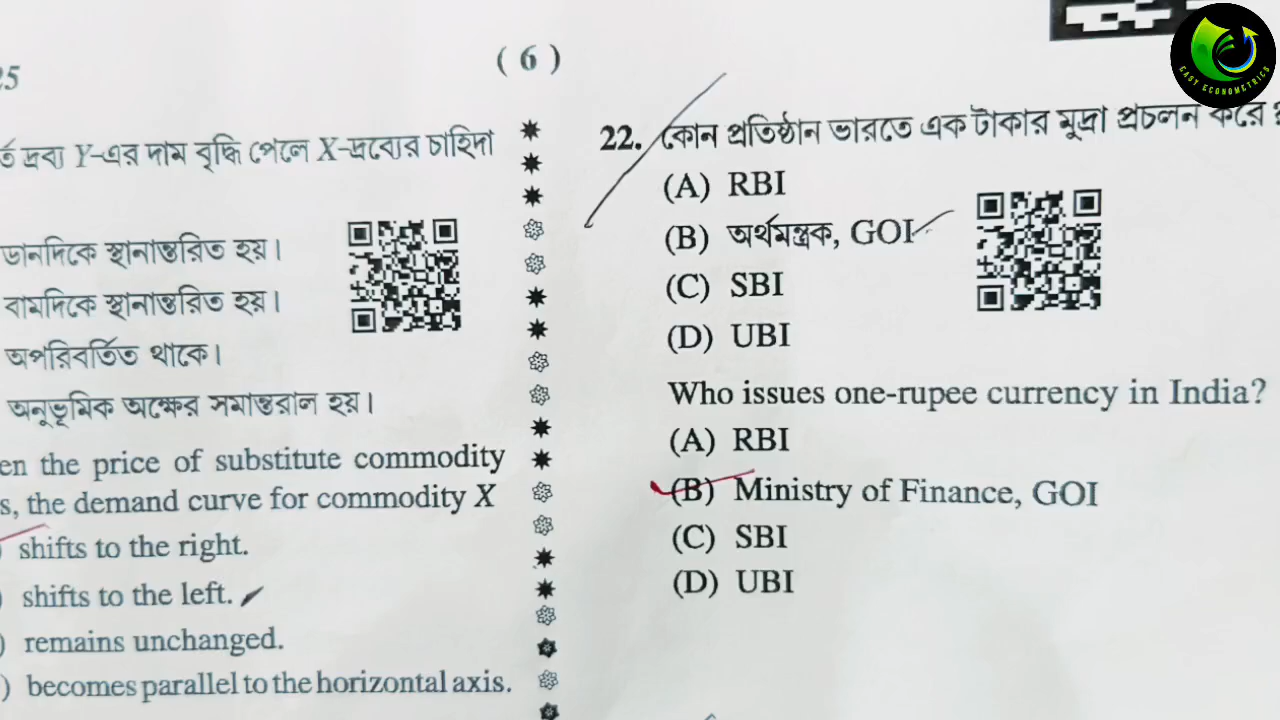 25
( 6 )
র্ত দ্রব্য Y-এর দাম বৃদ্ধি পেলে X-দ্রব্যের চাহিদা
ডানদিকে স্থানান্তরিত হয়।
বামদিকে স্থানান্তরিত হয়।
অপরিবর্তিত থাকে।
অনুভূমিক অক্ষের সমান্তরাল হয়।
en the price of substitute commodity
s, the demand curve for commodity X
) shifts to the right.
) shifts to the left.
) remains unchanged.
) becomes parallel to the horizontal axis.
22. কোন প্রতিষ্ঠান ভারতে এক টাকার মুদ্রা প্রচলন করে ?
(A) RBI
(B) অর্থমন্ত্রক, GOI
(C) SBI
(D) UBI
Who issues one-rupee currency in India?
(A) RBI
(B) Ministry of Finance, GOI
(C) SBI
(D) UBI
EASY ECONOMETRICS